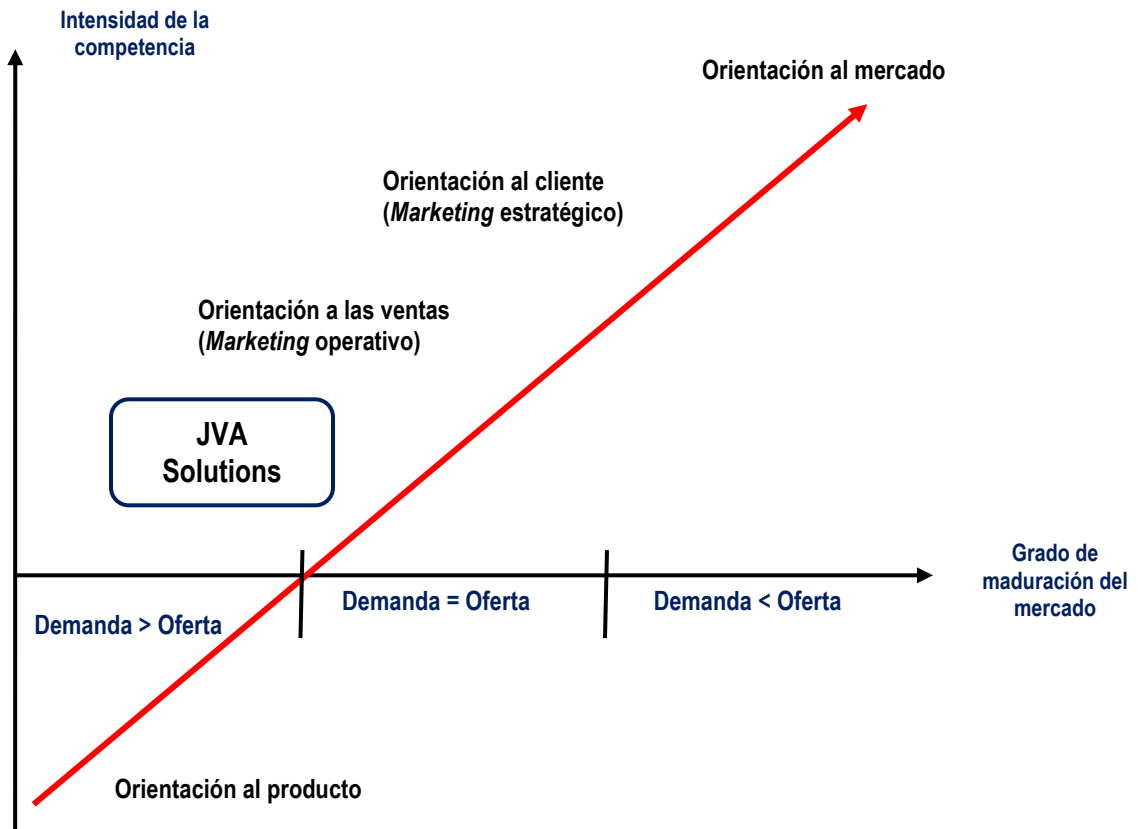 Intensidad de la
competencia
Orientación al mercado
Orientación al cliente
(Marketing estratégico)
Orientación a las ventas
(Marketing operativo)
JVA
Solutions
Grado de
maduración del
mercado
Demanda > Oferta
Demanda = Oferta
Demanda < Oferta
Orientación al producto